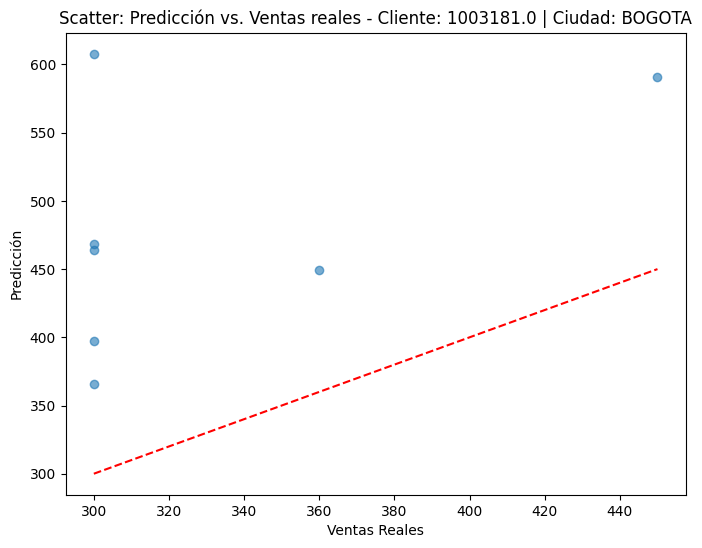 Scatter: Predicción vs. Ventas reales - Cliente: 1003181.0 | Ciudad: BOGOTA
600
550
500
450
400
350
300
Predicción
300 320 340 360 380 400 420 440
Ventas Reales